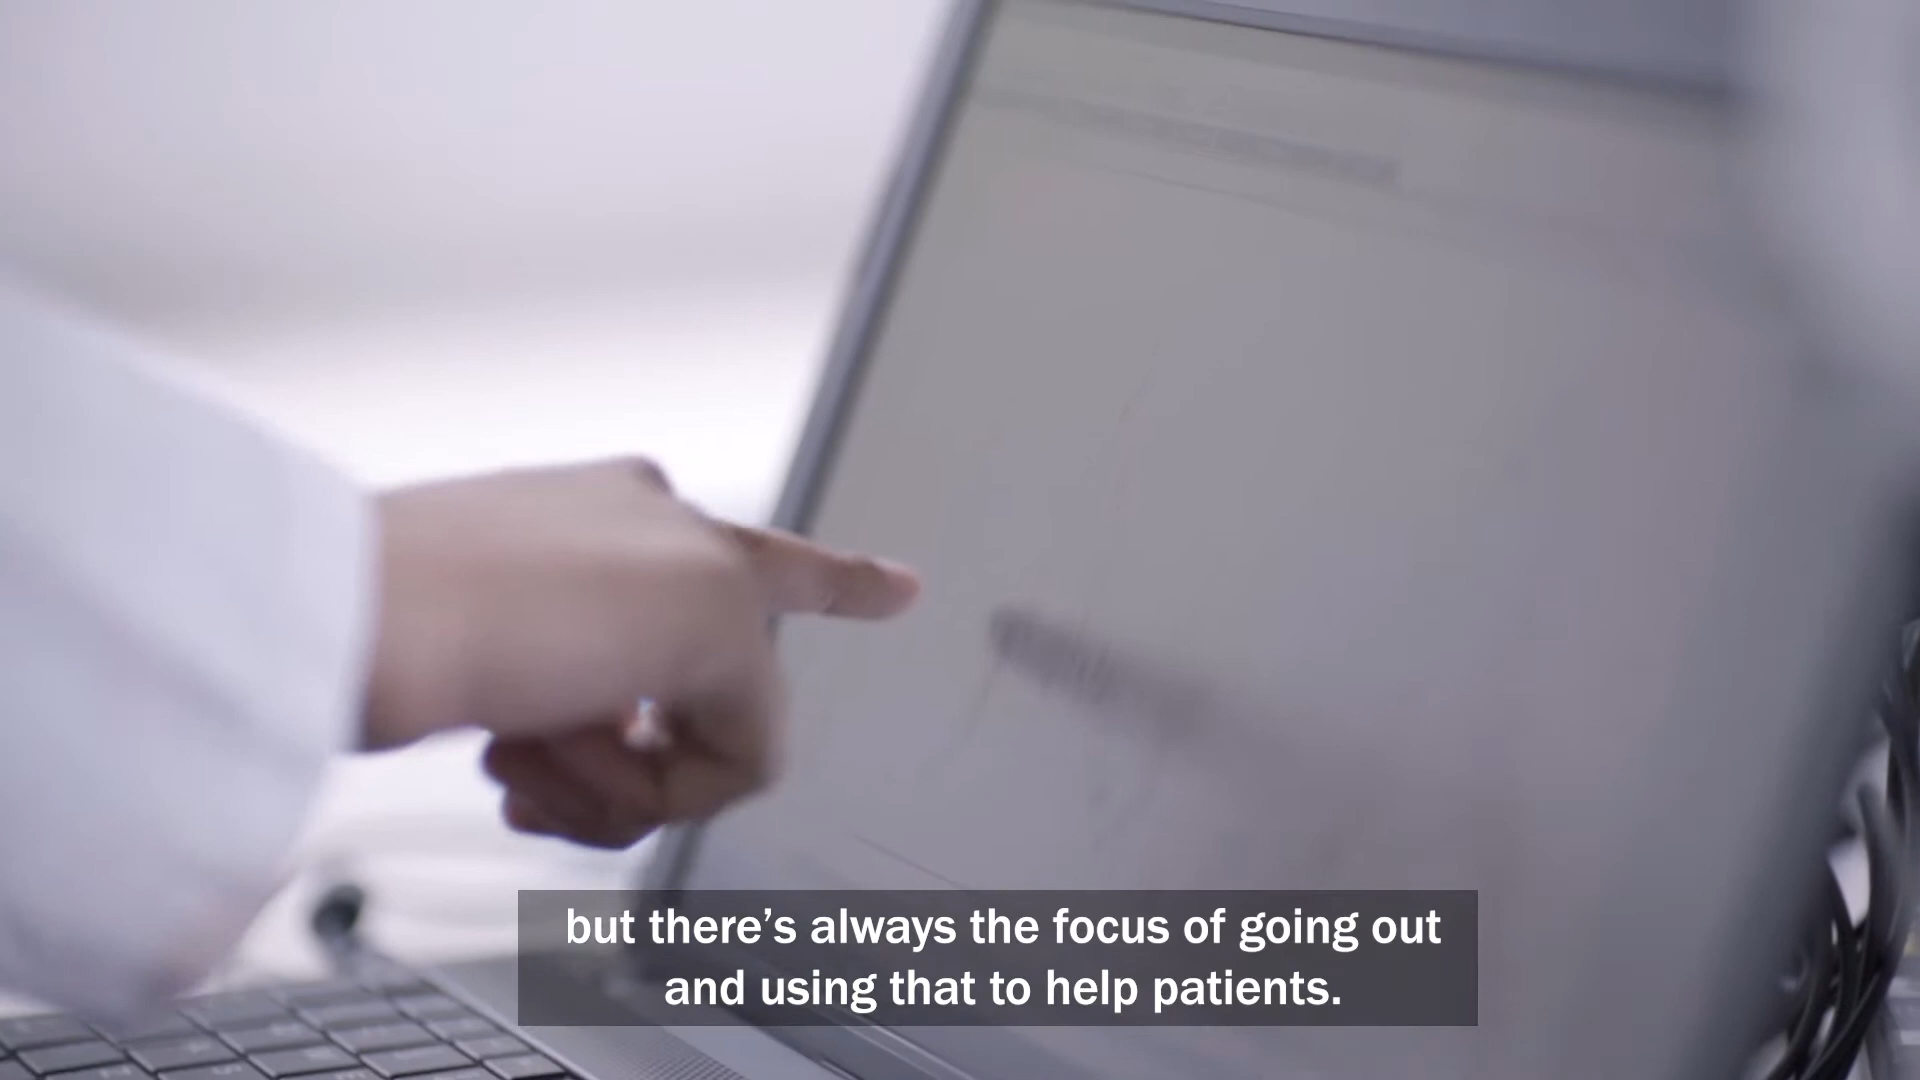 but there’s always the focus of going out
and using that to help patients.